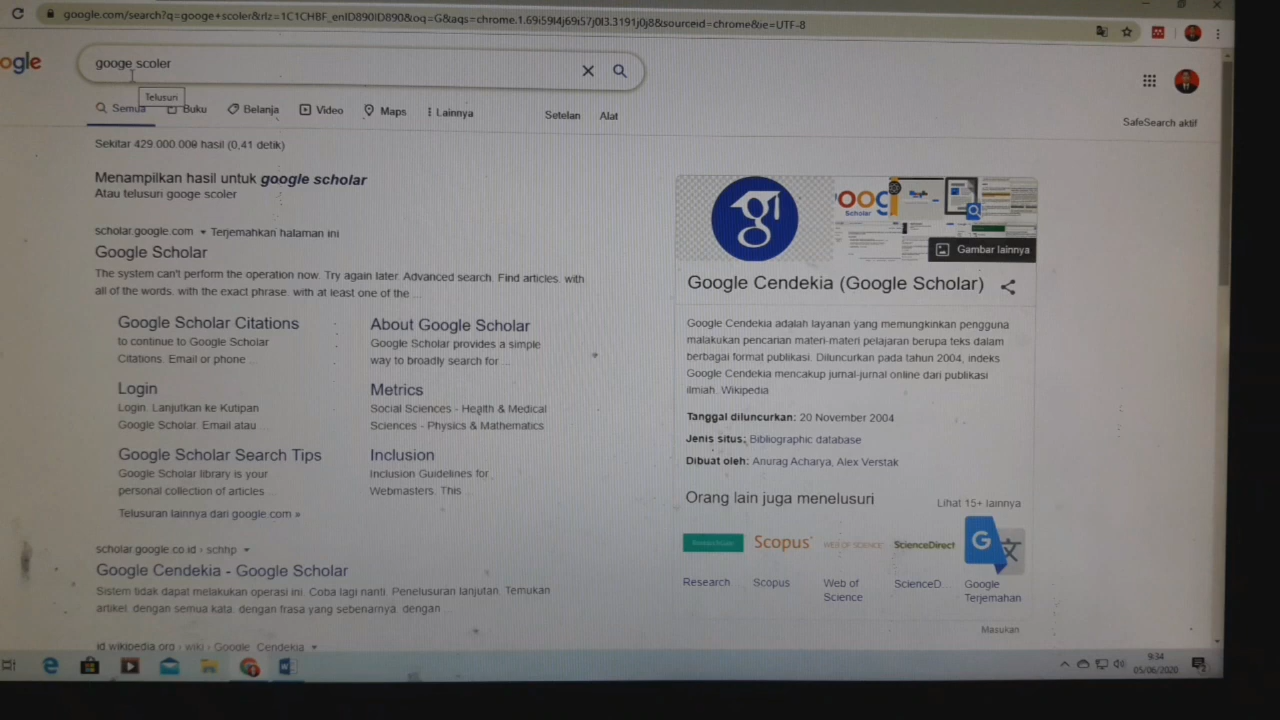 google.com/search?q=googe+scoler&rlz=1C1CHBF_enID890ID890&oq=G&aqs=chrome.1.69i59l4j69i57j0l3.3191j0j8&sourceid=chrome&ie=UTF-8
ogle
googe scoler
Telusuri
Semua
Buku
Belanja
Video
Maps
Lainnya
Setelan
Alat
SafeSearch aktif
Sekitar 429.000.000 hasil (0,41 detik)
Menampilkan hasil untuk google scholar
Atau telusuri googe scoler
scholar.google.com Terjemahkan halaman ini
Google Scholar
The system can't perform the operation now. Try again later. Advanced search. Find articles. with
all of the words. with the exact phrase. with at least one of the ...
Google Scholar Citations
to continue to Google Scholar
Citations. Email or phone ...
About Google Scholar
Google Scholar provides a simple
way to broadly search for ...
Login
Login. Lanjutkan ke Kutipan
Google Scholar. Email atau ...
Metrics
Social Sciences - Health & Medical
Sciences - Physics & Mathematics
Google Scholar Search Tips
Google Scholar library is your
personal collection of articles ...
Inclusion
Inclusion Guidelines for
Webmasters. This ...
Telusuran lainnya dari google.com »
scholar.google.co.id › schhp
Google Cendekia - Google Scholar
Sistem tidak dapat melakukan operasi ini. Coba lagi nanti. Penelusuran lanjutan. Temukan
artikel. dengan semua kata. dengan frasa yang sebenarnya. dengan ...
id.wikipedia.org › wiki › Google_Cendekia
Scholar
Gambar lainnya
Google Cendekia (Google Scholar)
Google Cendekia adalah layanan yang memungkinkan pengguna
malakukan pencarian materi-materi pelajaran berupa teks dalam
berbagai format publikasi. Diluncurkan pada tahun 2004, indeks
Google Cendekia mencakup jurnal-jurnal online dari publikasi
ilmiah. Wikipedia
Tanggal diluncurkan: 20 November 2004
Jenis situs: Bibliographic database
Dibuat oleh: Anurag Acharya, Alex Verstak
Orang lain juga menelusuri
Lihat 15+ lainnya
ResearchGate
Scopus
WEB OF SCIENCE
ScienceDirect
G
Research...
Scopus
Web of
Science
ScienceD...
Google
Terjemahan
Masukan
9:34
05/06/2020